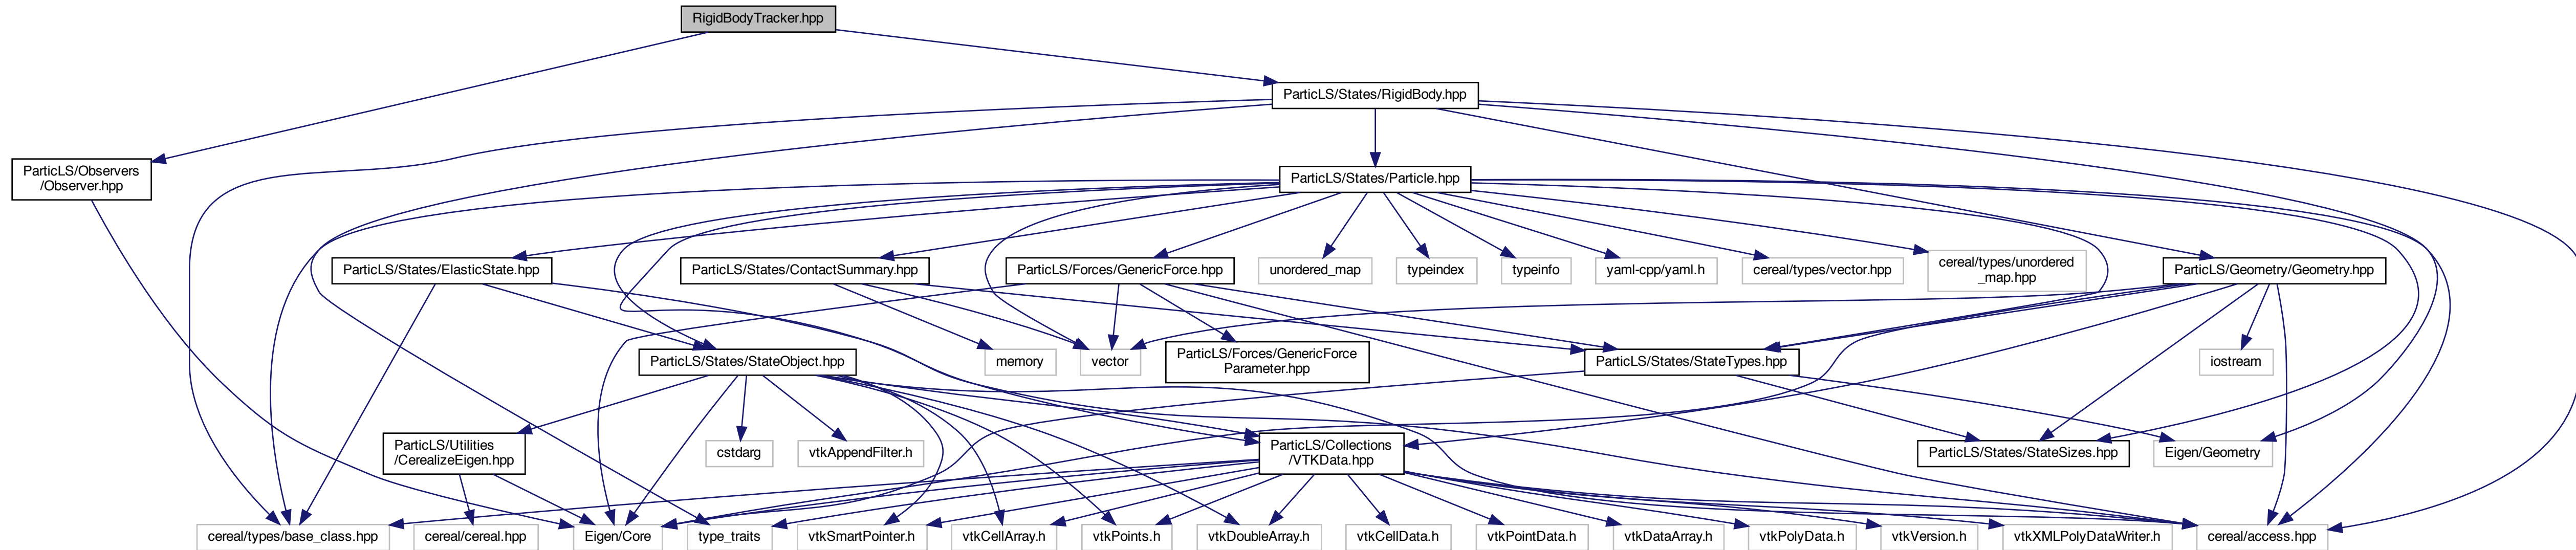 RigidBodyTracker.hpp
ParticLS/States/RigidBody.hpp
ParticLS/Observers
/Observer.hpp
ParticLS/States/Particle.hpp
ParticLS/States/ElasticState.hpp
ParticLS/States/ContactSummary.hpp
ParticLS/Forces/GenericForce.hpp
unordered_map
typeindex
typeinfo
yaml-cpp/yaml.h
cereal/types/vector.hpp
cereal/types/unordered
_map.hpp
ParticLS/Geometry/Geometry.hpp
ParticLS/States/StateObject.hpp
memory
vector
ParticLS/Forces/GenericForce
Parameter.hpp
ParticLS/States/StateTypes.hpp
iostream
ParticLS/Utilities
/CerealizeEigen.hpp
cstdarg
vtkAppendFilter.h
ParticLS/Collections
/VTKData.hpp
ParticLS/States/StateSizes.hpp
Eigen/Geometry
cereal/types/base_class.hpp
cereal/cereal.hpp
Eigen/Core
type_traits
vtkSmartPointer.h
vtkCellArray.h
vtkPoints.h
vtkDoubleArray.h
vtkCellData.h
vtkPointData.h
vtkDataArray.h
vtkPolyData.h
vtkVersion.h
vtkXMLPolyDataWriter.h
cereal/access.hpp